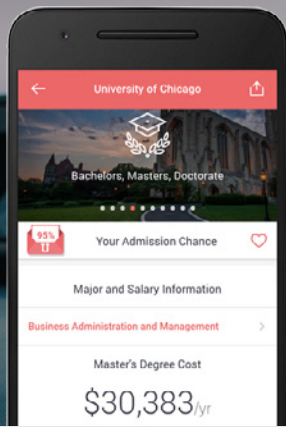 University of Chicago
Bachelors, Masters, Doctorate
95%
Your Admission Chance
Major and Salary Information
Business Administration and Management
Master's Degree Cost
$30,383/yr